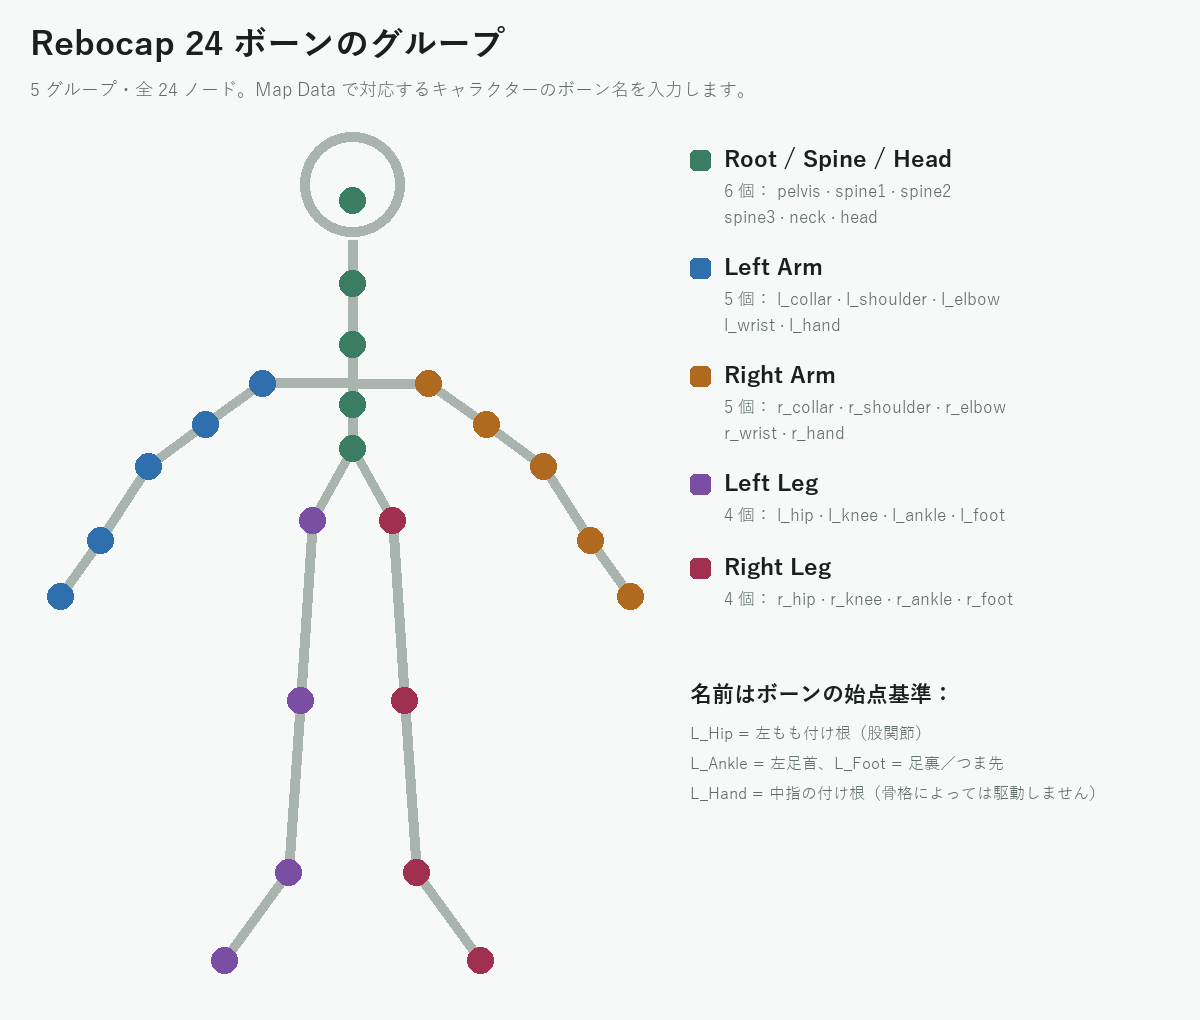 Rebocap 24 ボーンのグループ
5 グループ・全 24 ノード。Map Data で対応するキャラクターのボーン名を入力します。
Root / Spine / Head
6 個： pelvis · spine1 · spine2
spine3 · neck · head
Left Arm
5 個： l_collar · l_shoulder · l_elbow
l_wrist · l_hand
Right Arm
5 個： r_collar · r_shoulder · r_elbow
r_wrist · r_hand
Left Leg
4 個： l_hip · l_knee · l_ankle · l_foot
Right Leg
4 個： r_hip · r_knee · r_ankle · r_foot
名前はボーンの始点基準：
L_Hip = 左もも付け根（股関節）
L_Ankle = 左足首、L_Foot = 足裏／つま先
L_Hand = 中指の付け根（骨格によっては駆動しません）